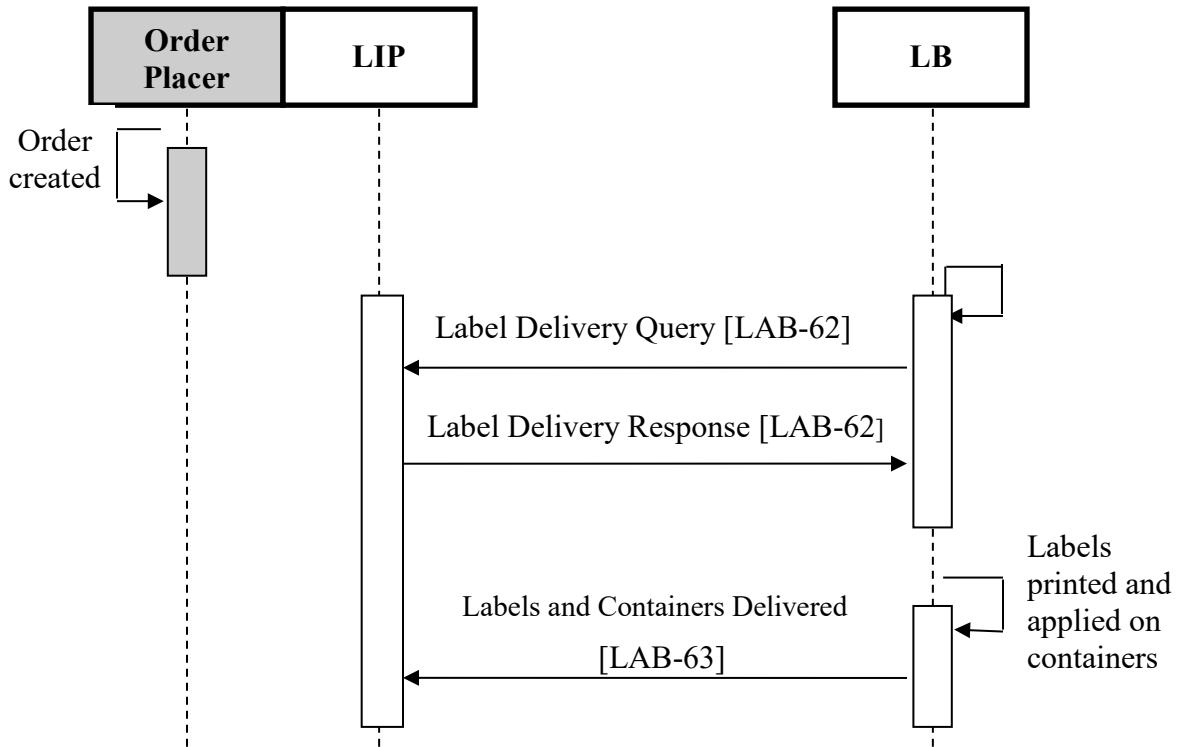 Order
Placer
LIP
LB
Order
created
Label Delivery Query [LAB-62]
Label Delivery Response [LAB-62]
Labels
printed and
applied on
containers
Labels and Containers Delivered
[LAB-63]